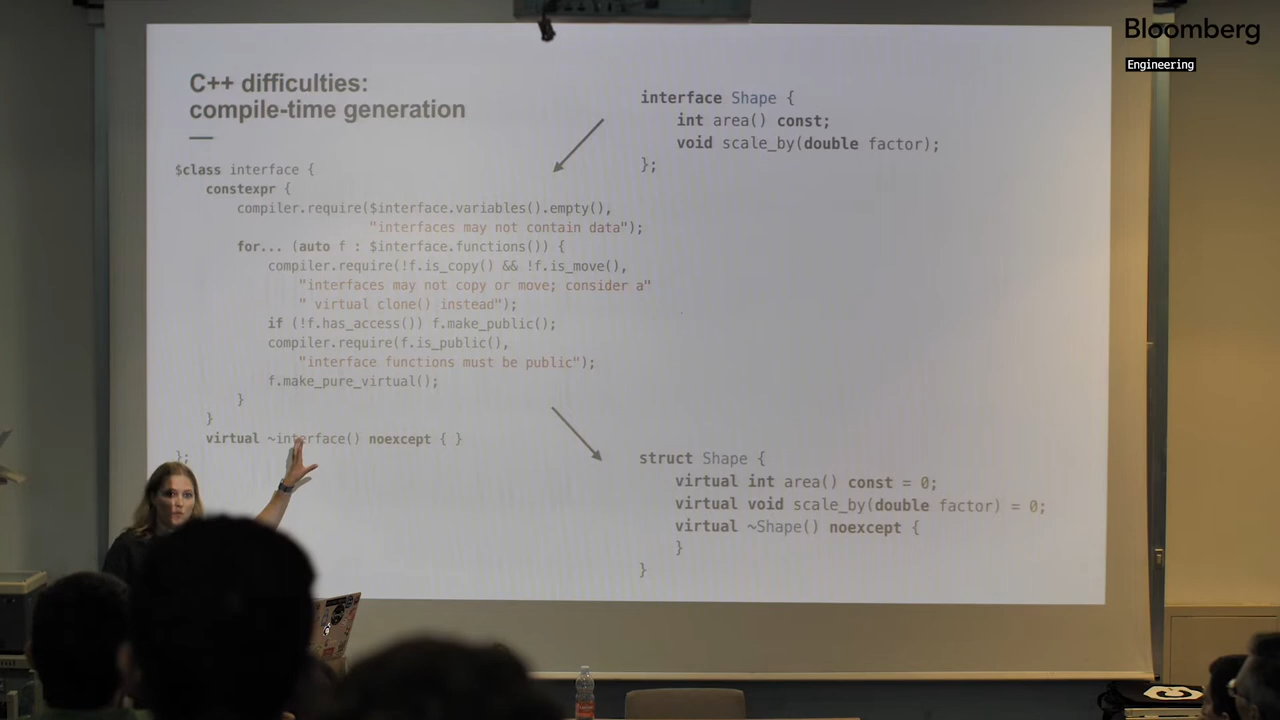 Bloomberg
Engineering
C++ difficulties:
compile-time generation
$class interface {
    constexpr {
        compiler.require($interface.variables().empty(),
                         "interfaces may not contain data");
        for... (auto f : $interface.functions()) {
            compiler.require(!f.is_copy() && !f.is_move(),
                "interfaces may not copy or move; consider a"
                " virtual clone() instead");
            if (!f.has_access()) f.make_public();
            compiler.require(f.is_public(),
                "interface functions must be public");
            f.make_pure_virtual();
        }
    }
    virtual ~interface() noexcept { }
};
interface Shape {
    int area() const;
    void scale_by(double factor);
};
struct Shape {
    virtual int area() const = 0;
    virtual void scale_by(double factor) = 0;
    virtual ~Shape() noexcept {
    }
}